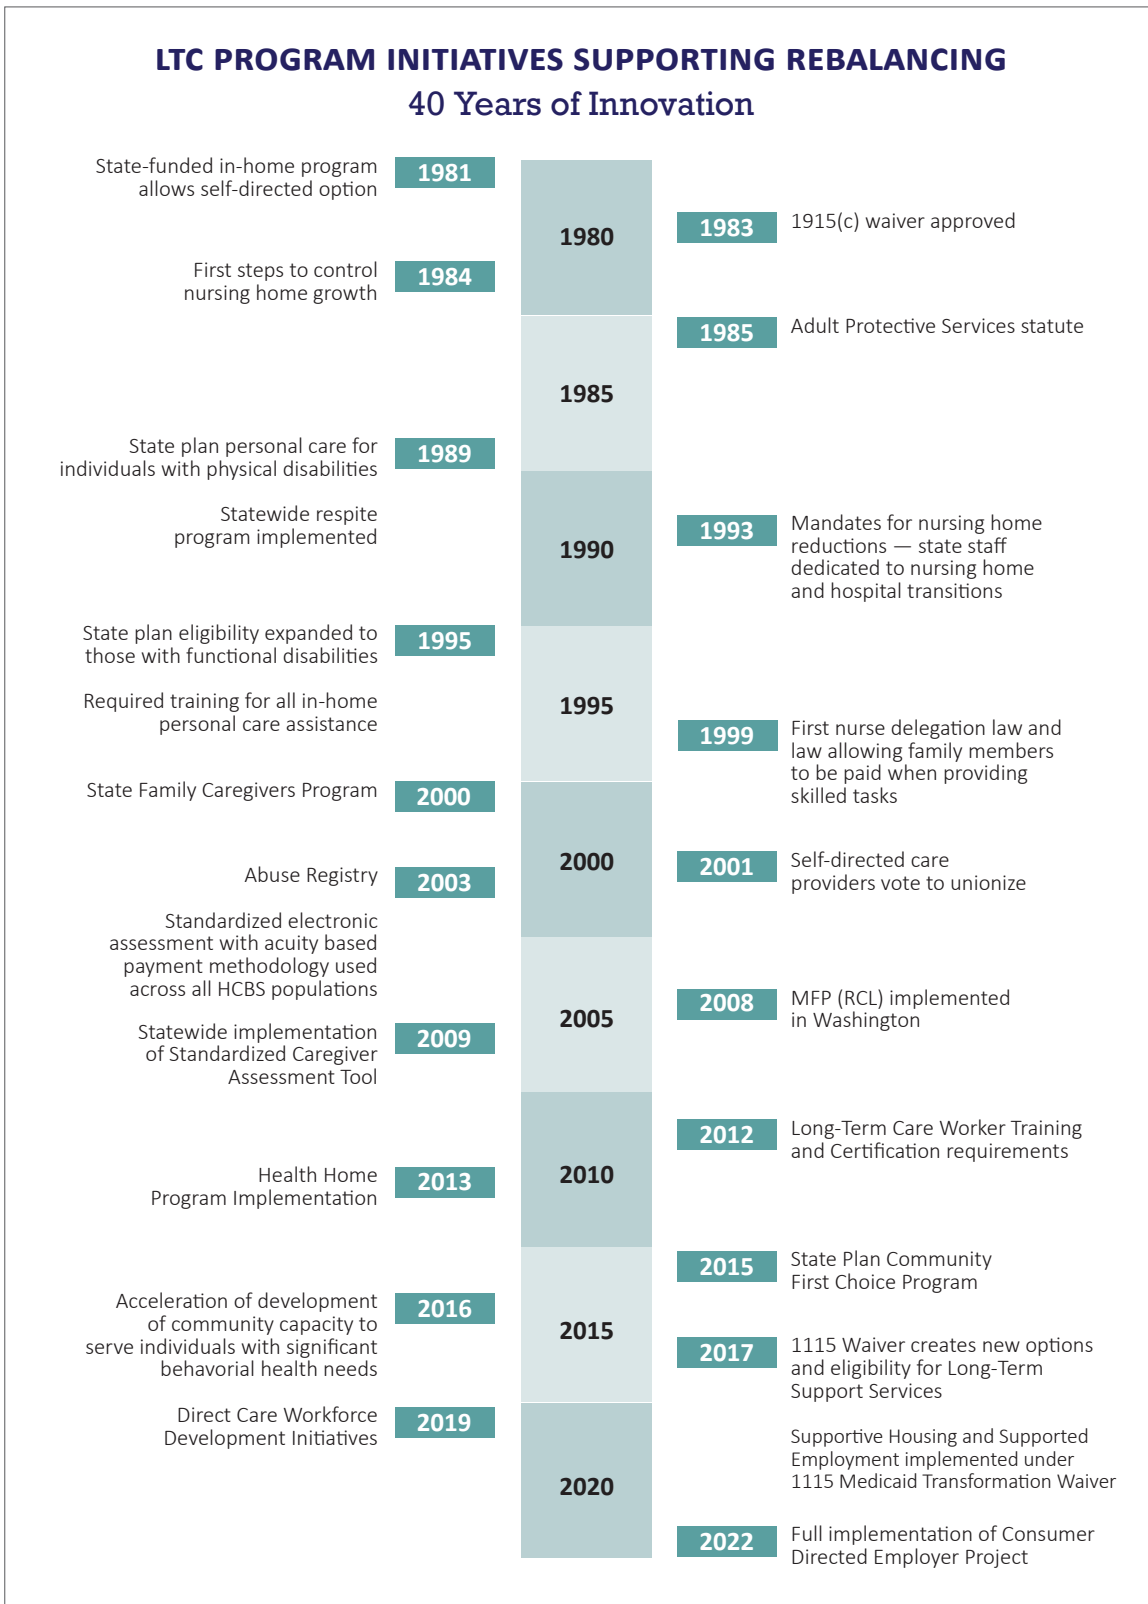 LTC PROGRAM INITIATIVES SUPPORTING REBALANCING
40 Years of Innovation
State-funded in-home program
allows self-directed option
1981
1980
1983
1915(c) waiver approved
First steps to control
nursing home growth
1984
1985
Adult Protective Services statute
1985
State plan personal care for
individuals with physical disabilities
1989
Statewide respite
program implemented
1990
1993
Mandates for nursing home
reductions — state staff
dedicated to nursing home
and hospital transitions
State plan eligibility expanded to
those with functional disabilities
1995
Required training for all in-home
personal care assistance
1995
1999
First nurse delegation law and
law allowing family members
to be paid when providing
skilled tasks
State Family Caregivers Program
2000
2000
2001
Self-directed care
providers vote to unionize
Abuse Registry
2003
Standardized electronic
assessment with acuity based
payment methodology used
across all HCBS populations
2005
2008
MFP (RCL) implemented
in Washington
Statewide implementation
of Standardized Caregiver
Assessment Tool
2009
2012
Long-Term Care Worker Training
and Certification requirements
Health Home
Program Implementation
2013
2010
2015
State Plan Community
First Choice Program
Acceleration of development
of community capacity to
serve individuals with significant
behavorial health needs
2016
2015
2017
1115 Waiver creates new options
and eligibility for Long-Term
Support Services
Direct Care Workforce
Development Initiatives
2019
Supportive Housing and Supported
Employment implemented under
1115 Medicaid Transformation Waiver
2020
2022
Full implementation of Consumer
Directed Employer Project